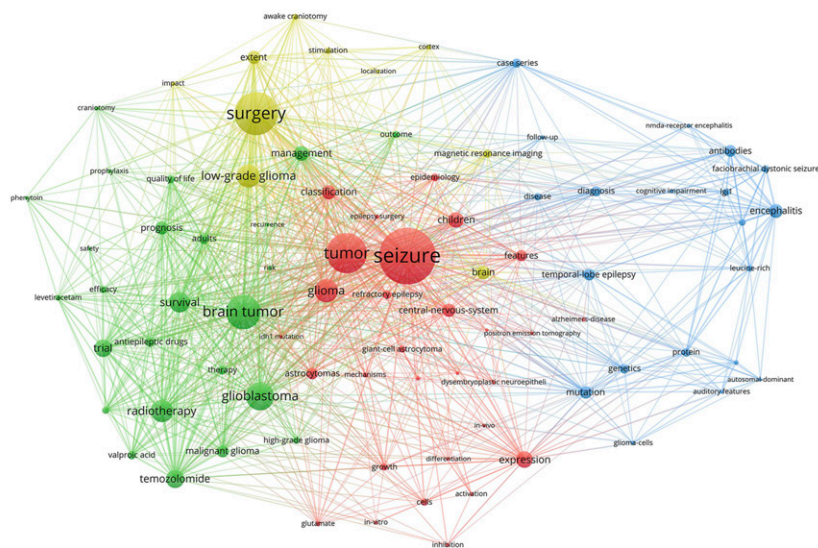 awake craniotomy
extent
stimulation
cortex
localization
case series
impact
craniotomy
surgery
outcome
follow-up
nmda-receptor encephalitis
management
magnetic resonance imaging
antibodies
prophylaxis
quality of life
low-grade glioma
epidemiology
faciobrachial dystonic seizure
phenytoin
classification
disease
diagnosis
cognitive impairment
lgi1
recurrence
epilepsy surgery
children
encephalitis
prognosis
adults
safety
tumor
seizure
features
risk
brain
temporal-lobe epilepsy
leucine-rich
levetiracetam
efficacy
survival
glioma
refractory epilepsy
brain tumor
central-nervous-system
alzheimers-disease
idh1 mutation
positron emission tomography
trial
antiepileptic drugs
giant-cell astrocytoma
protein
therapy
astrocytomas
mechanisms
genetics
dysembryoplastic neuroepitheli
autosomal-dominant
glioblastoma
mutation
auditory-features
radiotherapy
in-vivo
high-grade glioma
glioma-cells
valproic acid
malignant glioma
differentiation
expression
growth
temozolomide
activation
cells
glutamate
in-vitro
inhibition